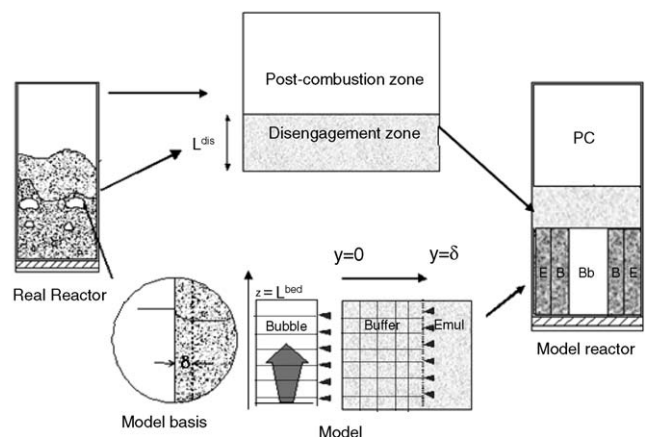 Post-combustion zone
L^dis
Disengagement zone
PC
E B Bb B E
Real Reactor
y=0
y=δ
z = L^bed
Bubble
Buffer
Emul
δ
Model basis
Model
Model reactor